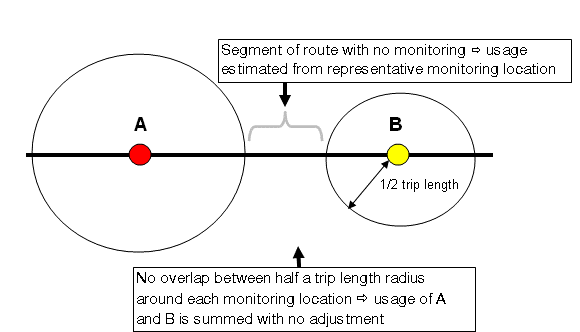 Segment of route with no monitoring ⇨ usage
estimated from representative monitoring location
A
B
1/2 trip length
No overlap between half a trip length radius
around each monitoring location ⇨ usage of A
and B is summed with no adjustment